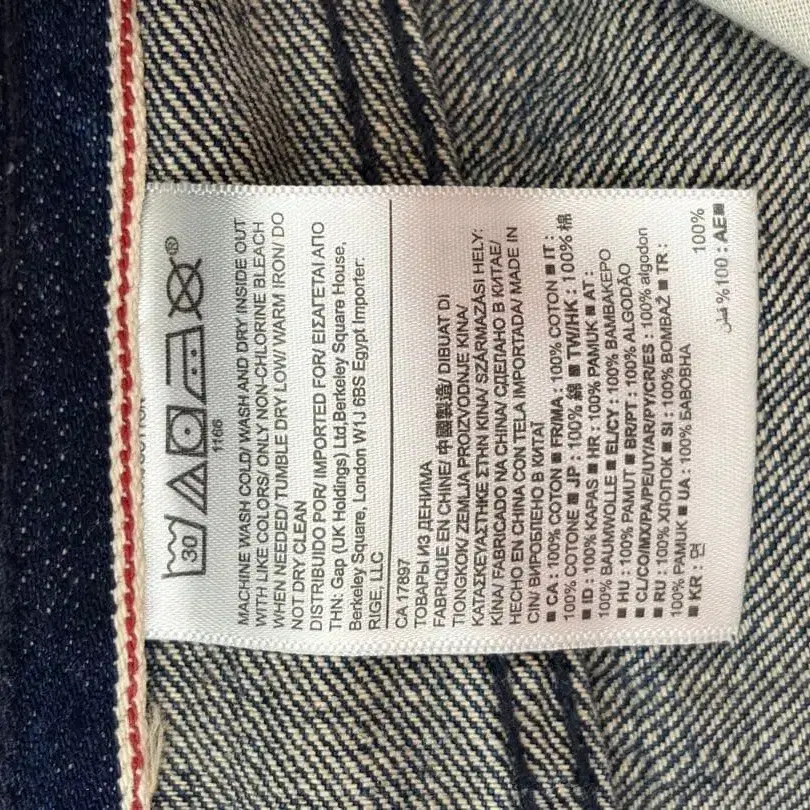 30
®
1166
MACHINE WASH COLD/ WASH AND DRY INSIDE OUT
WITH LIKE COLORS/ ONLY NON-CHLORINE BLEACH
WHEN NEEDED/ TUMBLE DRY LOW/ WARM IRON/ DO
NOT DRY CLEAN
DISTRIBUIDO POR/ IMPORTED FOR/ ΕΙΣΑΓΕΤΑΙ ΑΠΟ
THN: Gap (UK Holdings) Ltd,Berkeley Square House,
Berkeley Square, London W1J 6BS Egypt Importer:
RIGE, LLC
CA 17897
ТОВАРЫ ИЗ ДЕНИМА
FABRIQUE EN CHINE/ 中國製造/ DIBUAT DI
TIONGKOK/ ZEMLJA PROIZVODNJE KINA/
ΚΑΤΑΣΚΕΥΑΣΤΗΚΕ ΣΤΗΝ ΚΙΝΑ/ SZÁRMAZÁSI HELY:
KÍNA/ FABRICADO NA CHINA/ СДЕЛАНО В КИТАЕ/
HECHO EN CHINA CON TELA IMPORTADA/ MADE IN
CIN/ ВИРОБЛЕНО В КИТАЇ
■ CA : 100% COTON ■ FR/MA : 100% COTON ■ IT :
100% COTONE ■ JP : 100% 綿 ■ TW/HK : 100% 棉
■ ID : 100% KAPAS ■ HR : 100% PAMUK ■ AT :
100% BAUMWOLLE ■ EL/CY : 100% ΒΑΜΒΑΚΕΡΟ
■ HU : 100% PAMUT ■ BR/PT : 100% ALGODÃO
■ CL/CO/MX/PA/PE/UY/AR/PY/CR/ES : 100% algodon
■ RU : 100% ХЛОПОК ■ SI : 100% BOMBAŽ ■ TR :
100% PAMUK ■ UA : 100% БАВОВНА
■ KR : 면 100%
قطن %100 : AE■